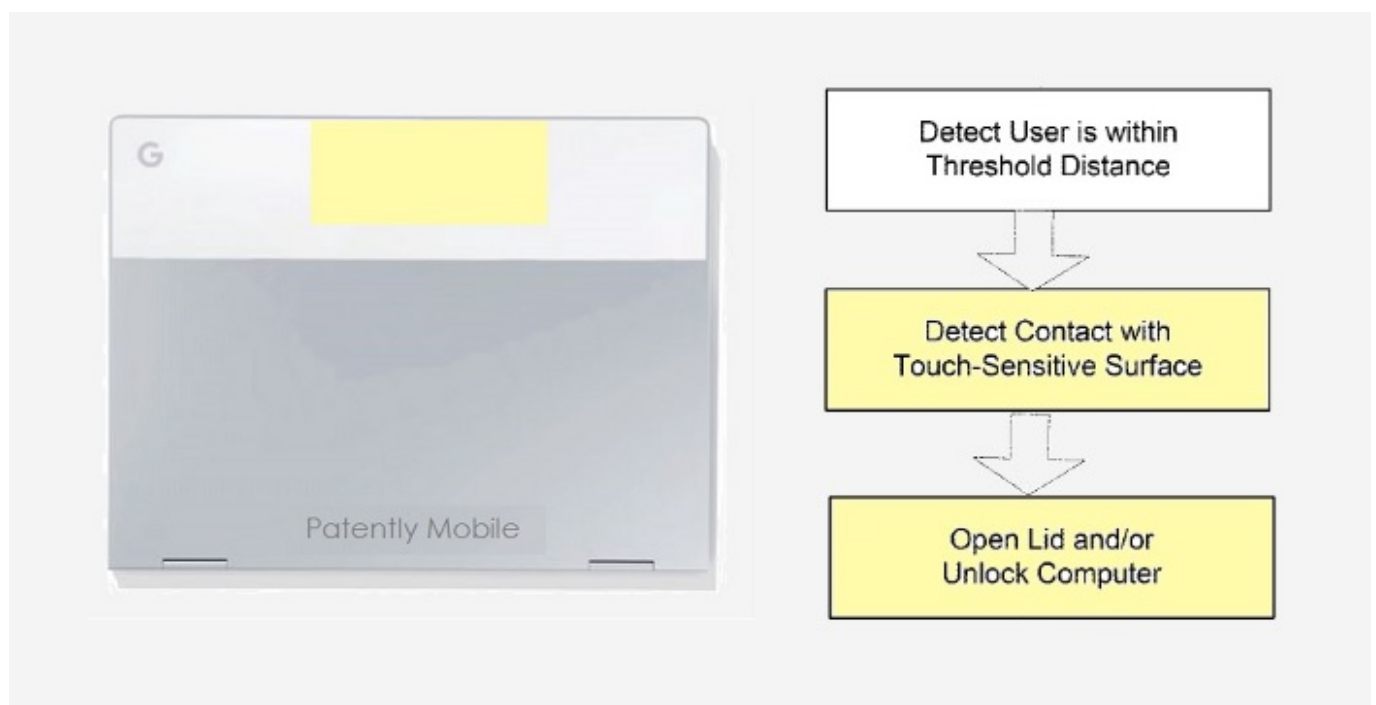 G
Patently Mobile
Detect User is within
Threshold Distance
Detect Contact with
Touch-Sensitive Surface
Open Lid and/or
Unlock Computer